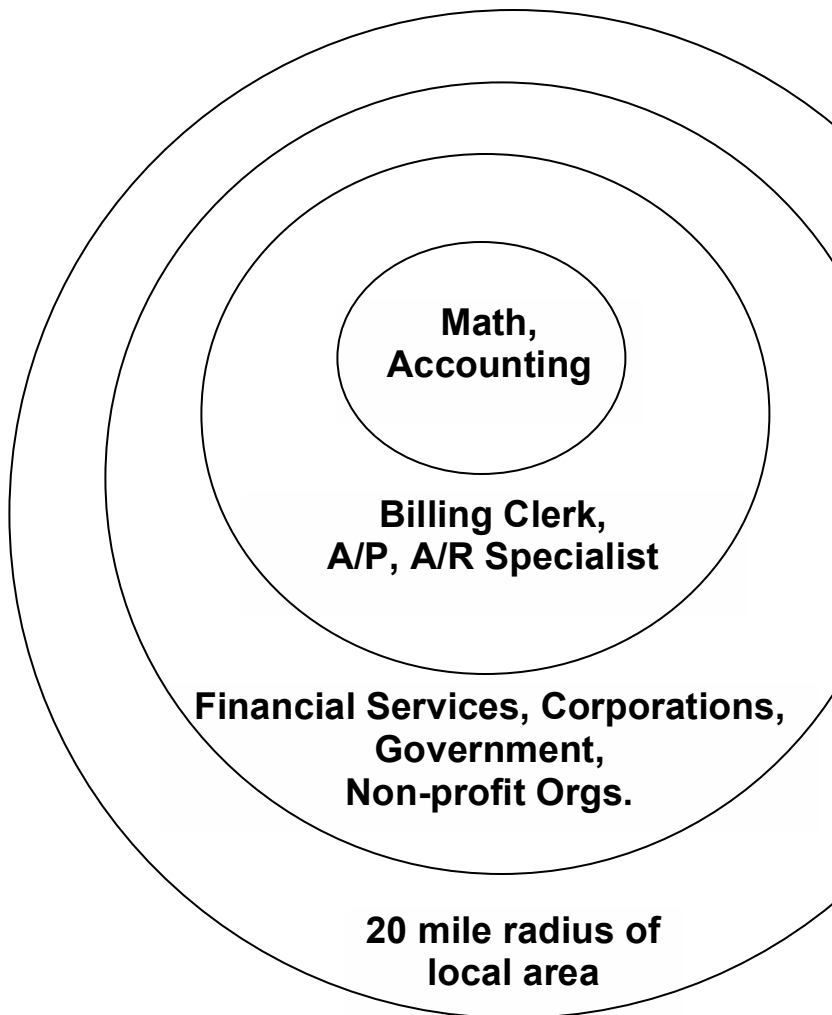 Math,
Accounting
Billing Clerk,
A/P, A/R Specialist
Financial Services, Corporations,
Government,
Non-profit Orgs.
20 mile radius of
local area